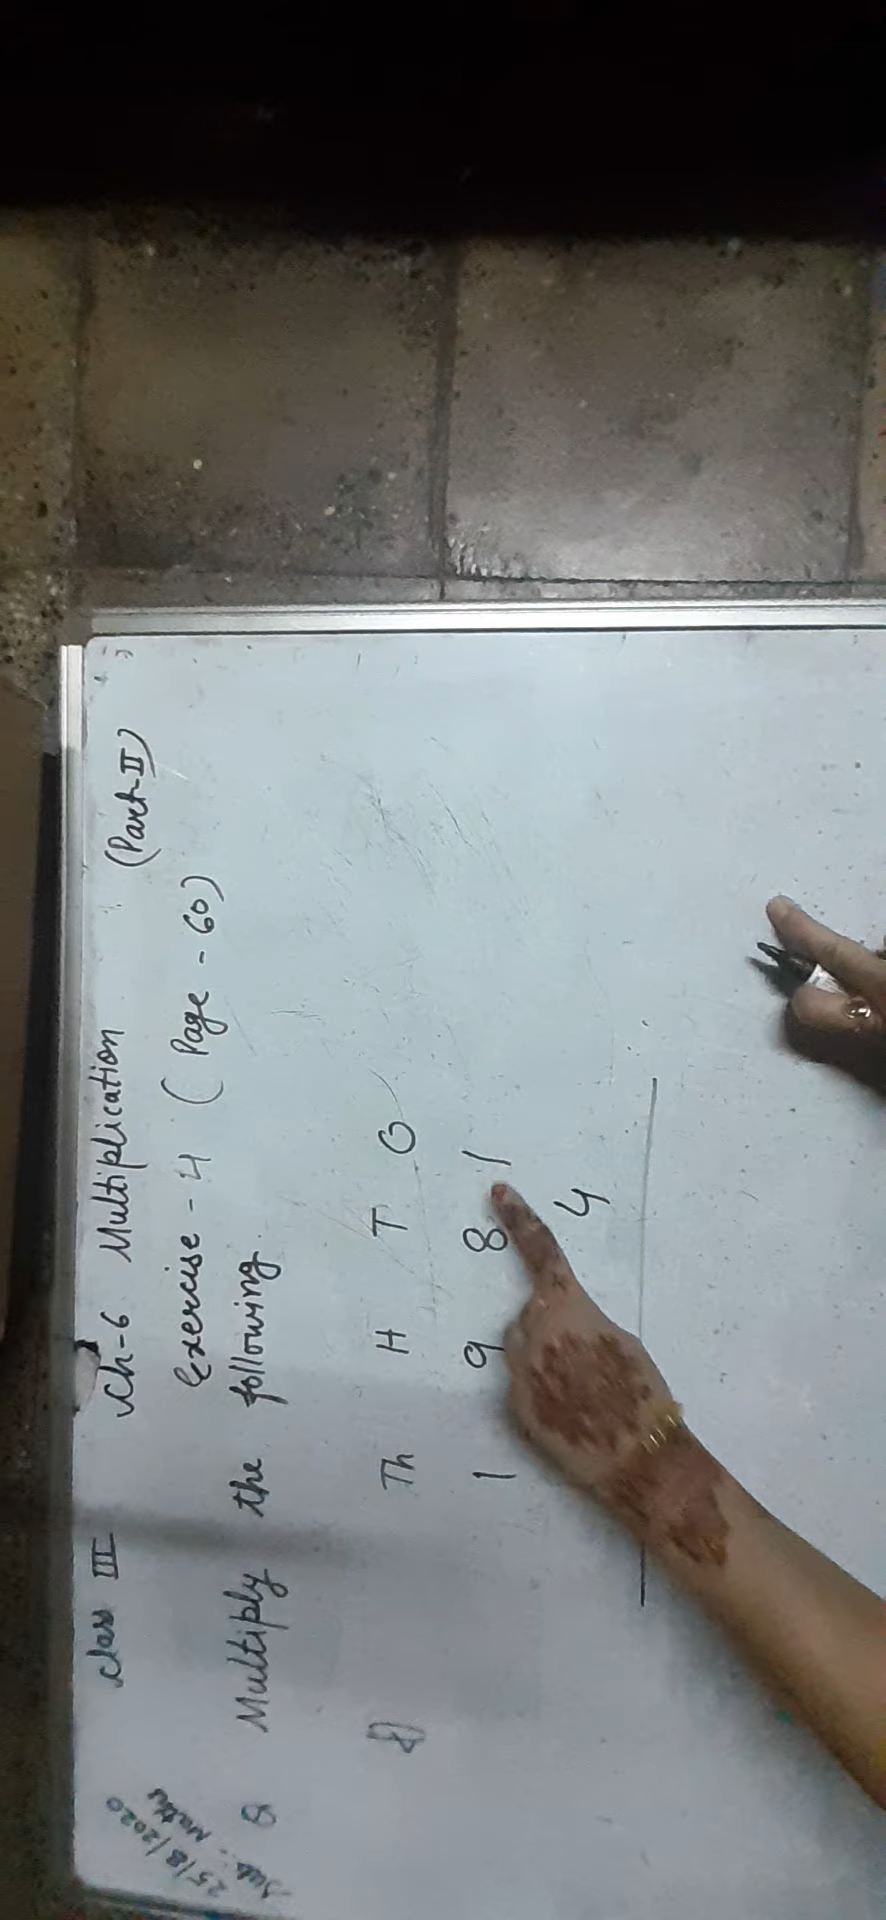 25/8/2020
Sub:- Maths
Class III Ch-6 Multiplication (Part-II)
Exercise - 4 (Page - 60)
Q Multiply the following.
Th H T O
1 9 8 1
4